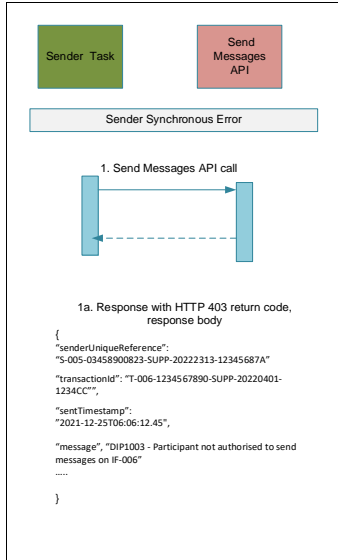 Sender Task
Send
Messages
API
Sender Synchronous Error
1. Send Messages API call
1a. Response with HTTP 403 return code,
response body
{
“senderUniqueReference”:
“S-005-03458900823-SUPP-20222313-12345687A”
“transactionId”: “T-006-1234567890-SUPP-20220401-
1234CC””,
“sentTimestamp”:
”2021-12-25T06:06:12.45",
“message”, “DIP1003 - Participant not authorised to send
messages on IF-006”
.....
}